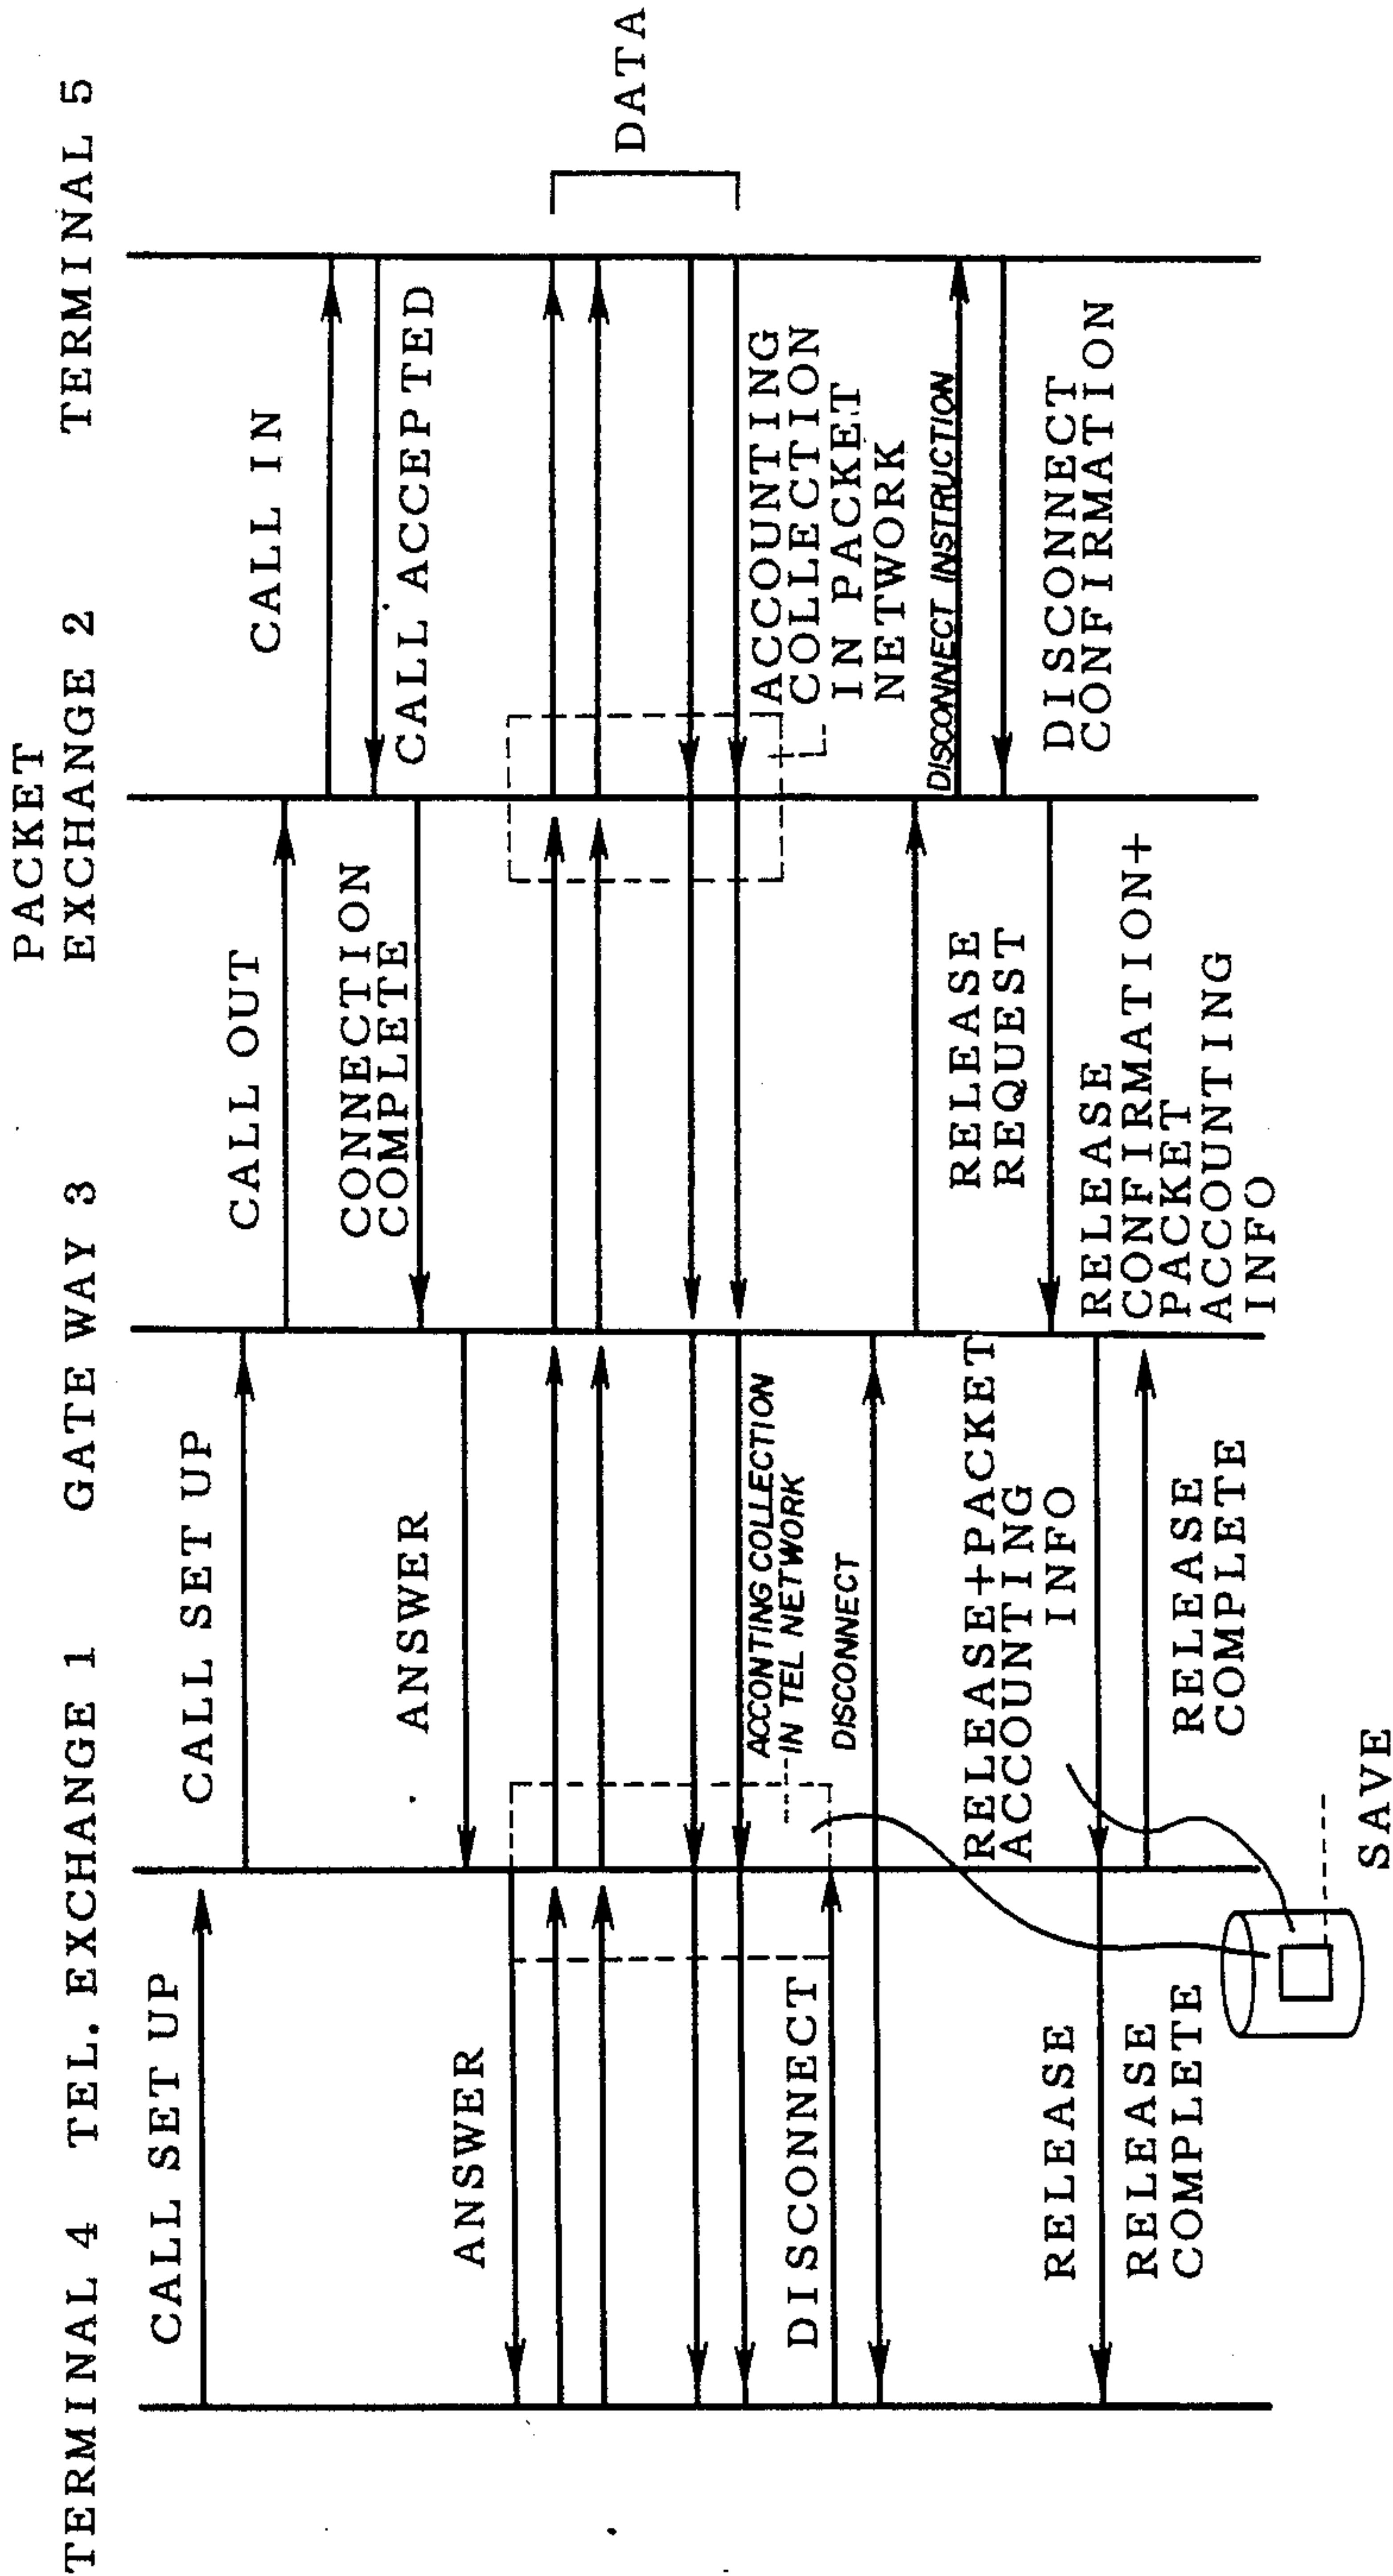 PACKET
TERMINAL 4 TEL. EXCHANGE 1 GATE WAY 3 EXCHANGE 2 TERMINAL 5
CALL SET UP
CALL SET UP
CALL OUT
CALL IN
CONNECTION
COMPLETE
CALL ACCEPTED
ANSWER
ANSWER
DATA
ACCONTING COLLECTION
IN TEL NETWORK
ACCOUNTING
COLLECTION
IN PACKET
NETWORK
DISCONNECT
DISCONNECT
RELEASE
REQUEST
DISCONNECT INSTRUCTION
DISCONNECT
CONFIRMATION
RELEASE
CONFIRMATION+
PACKET
ACCOUNTING
INFO
RELEASE+PACKET
ACCOUNTING
INFO
RELEASE
RELEASE
COMPLETE
RELEASE
COMPLETE
SAVE